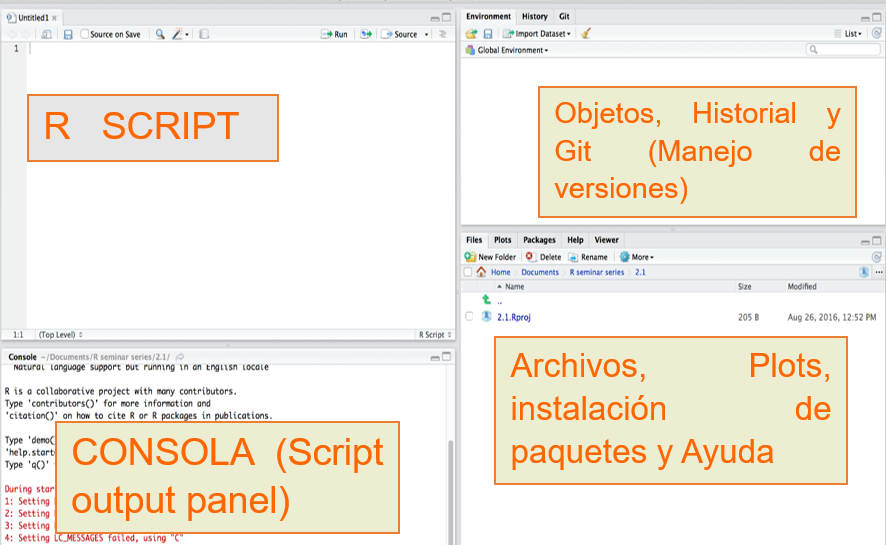 Untitled1
Source on Save
Run
Source
1
R SCRIPT
1:1
(Top Level)
R Script
Console ~/Documents/R seminar series/2.1/
Natural language support but running in an English locale
R is a collaborative project with many contributors.
Type 'contributors()' for more information and
'citation()' on how to cite R or R packages in publications.
Type 'demo()
'help.start
Type 'q()'
CONSOLA (Script
output panel)
During star
1: Setting
2: Setting
3: Setting
4: Setting LC_MESSAGES failed, using "C"
Environment History Git
Import Dataset
List
Global Environment
Objetos, Historial y
Git (Manejo de
versiones)
Files Plots Packages Help Viewer
New Folder Delete Rename More
Home Documents R seminar series 2.1
Name Size Modified
..
2.1.Rproj 205 B Aug 26, 2016, 12:52 PM
Archivos, Plots,
instalación de
paquetes y Ayuda